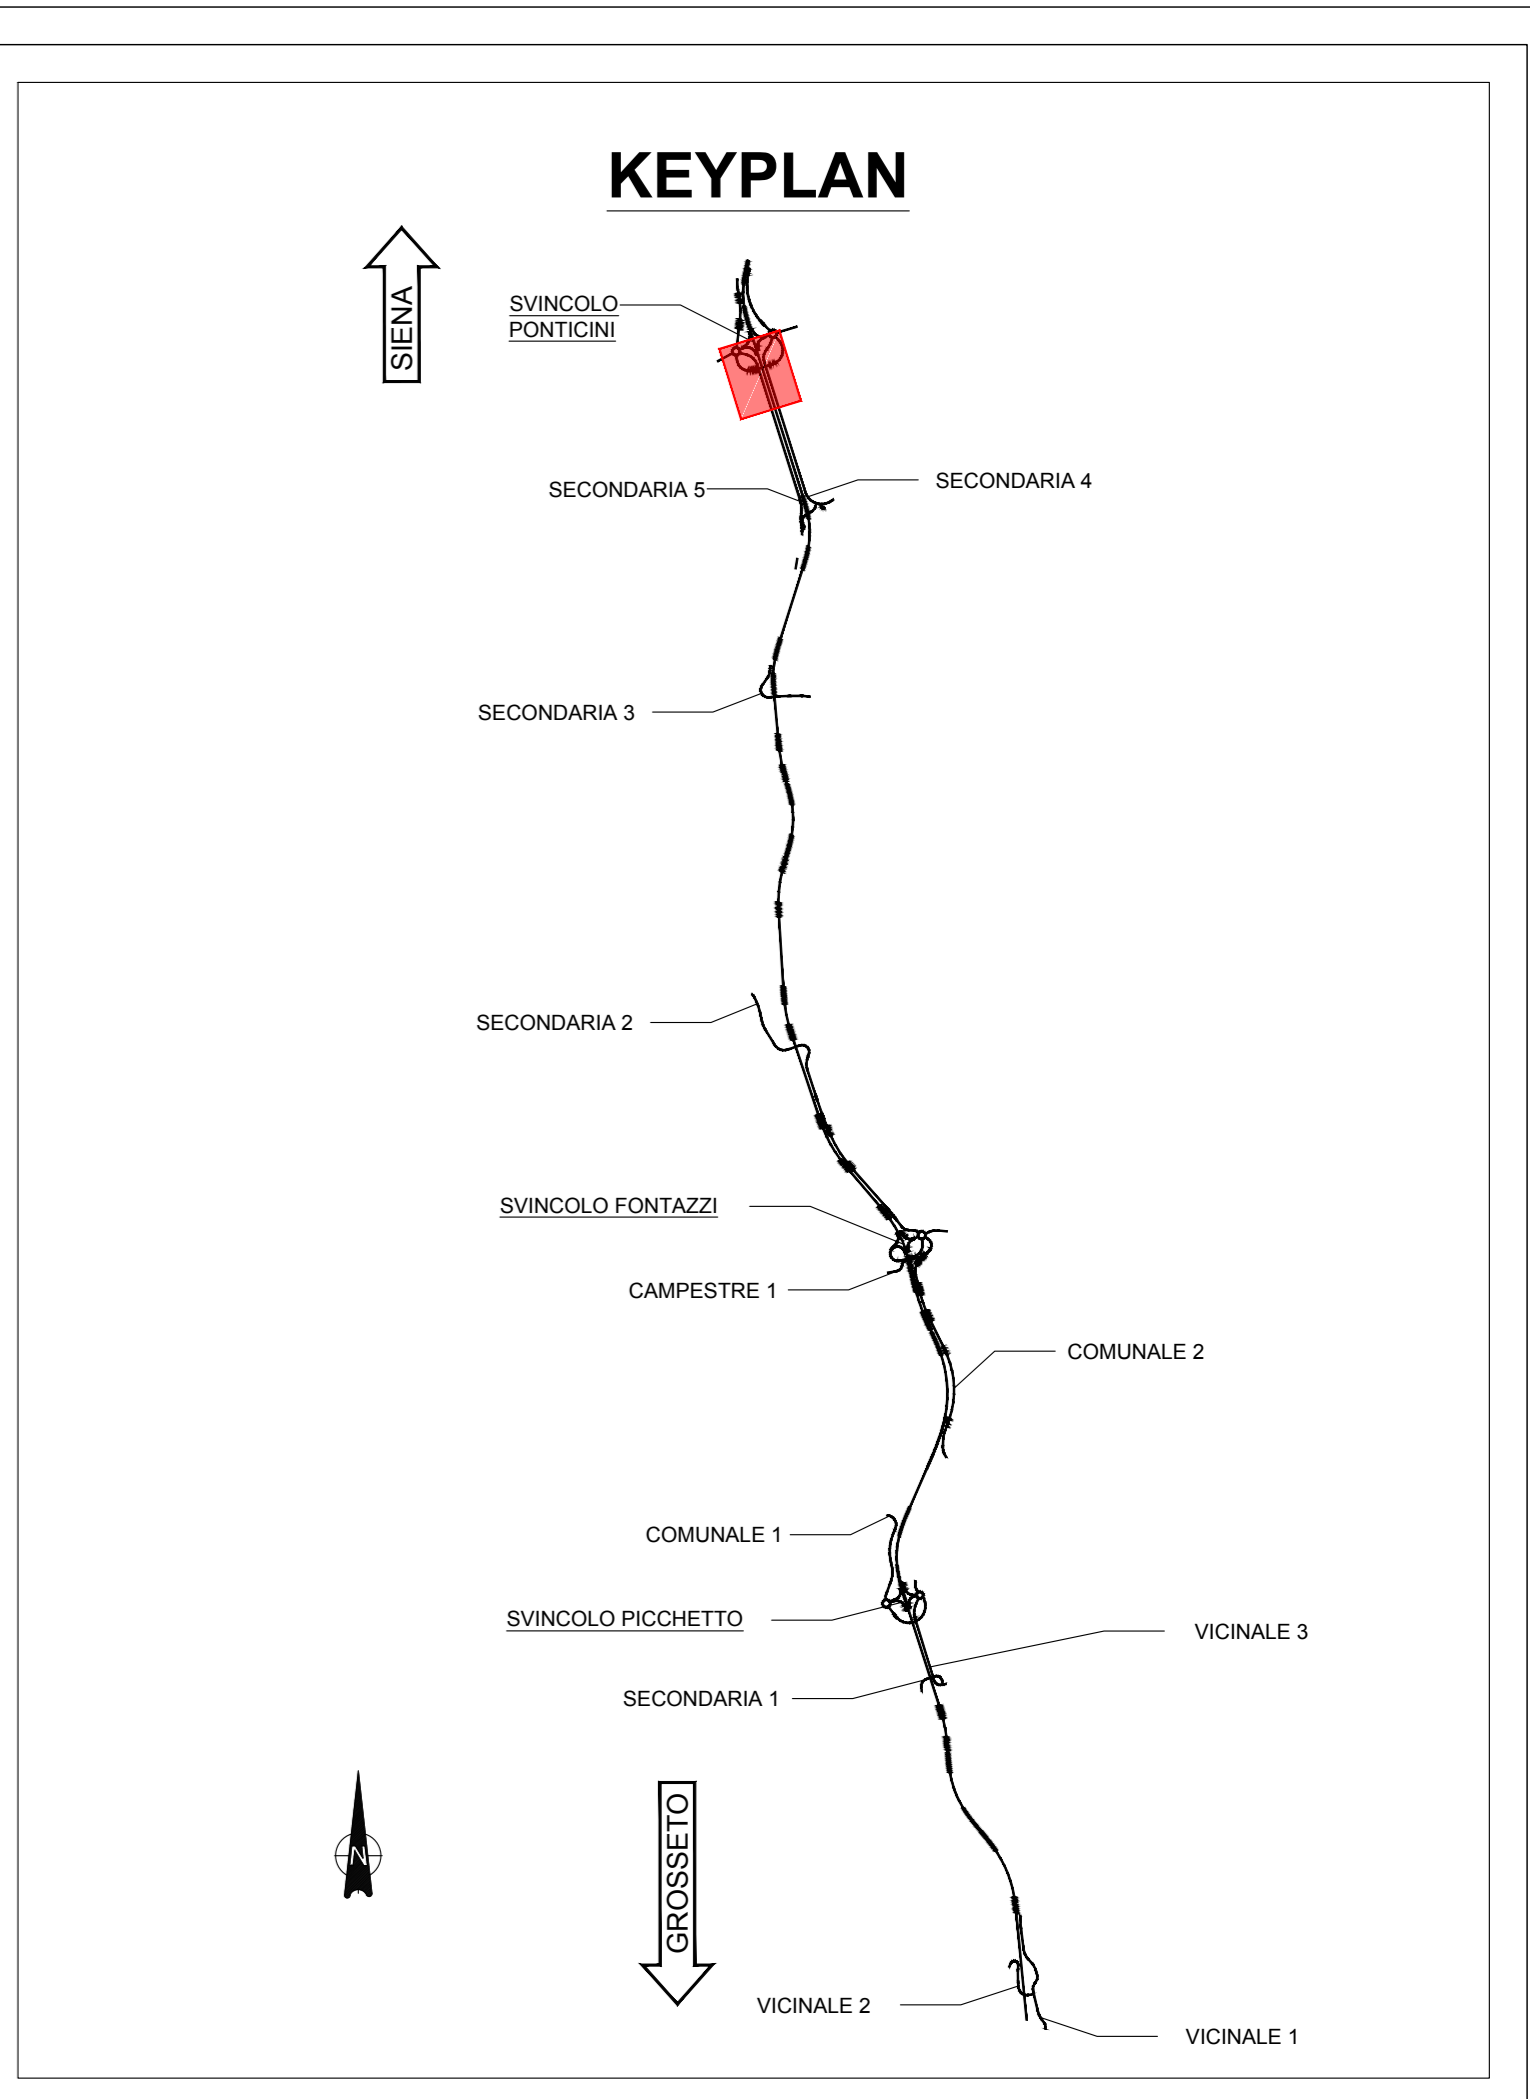 KEYPLAN
SIENA
SVINCOLO
PONTICINI
SECONDARIA 5
SECONDARIA 4
SECONDARIA 3
SECONDARIA 2
SVINCOLO FONTAZZI
CAMPESTRE 1
COMUNALE 2
COMUNALE 1
SVINCOLO PICCHETTO
VICINALE 3
SECONDARIA 1
GROSSETO
N
VICINALE 2
VICINALE 1